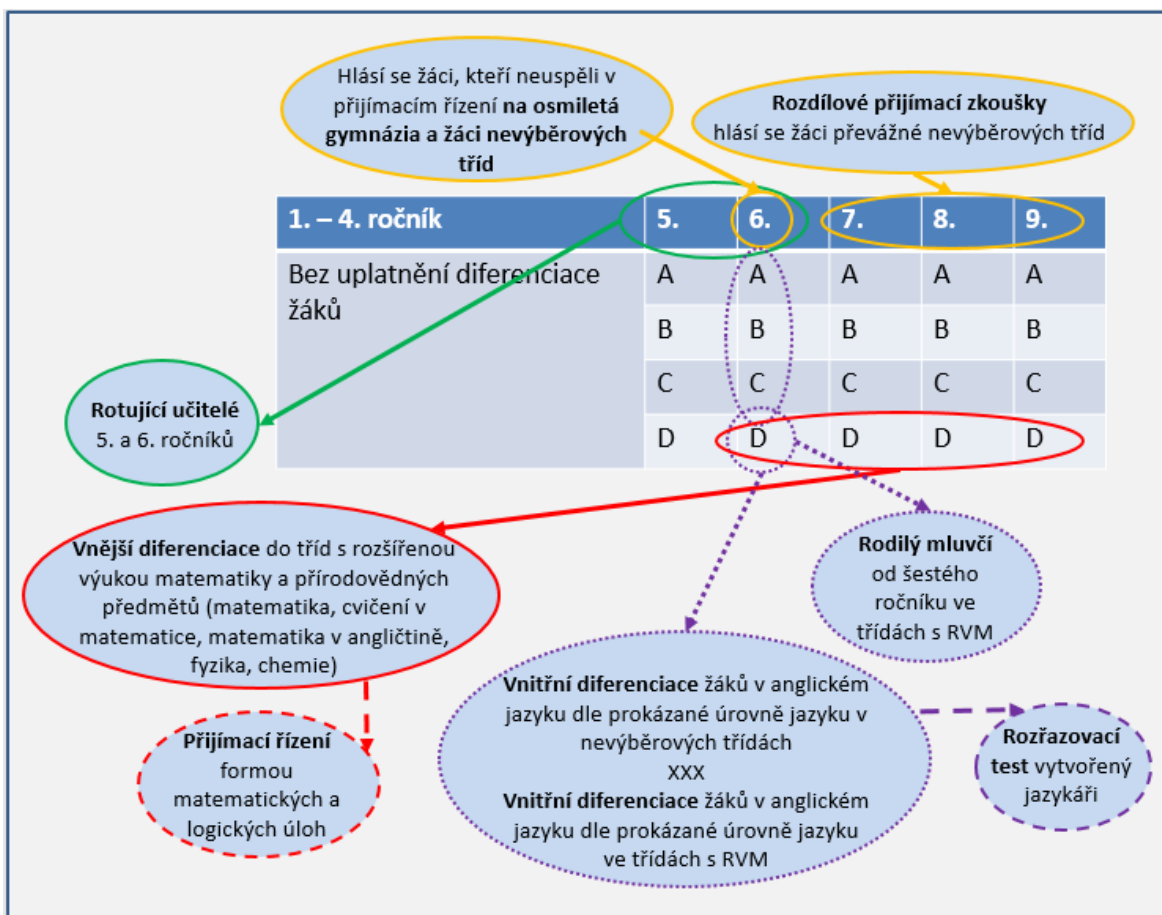 Hlásí se žáci, kteří neuspěli v
přijímacím řízení na osmiletá
gymnázia a žáci nevýběrových
tříd
Rozdílové přijímací zkoušky
hlásí se žáci převážné nevýběrových tříd
1. – 4. ročník 5. 6. 7. 8. 9.
Bez uplatnění diferenciace
žáků
A A A A A
B B B B B
C C C C C
D D D D D
Rotující učitelé
5. a 6. ročníků
Vnější diferenciace do tříd s rozšířenou
výukou matematiky a přírodovědných
předmětů (matematika, cvičení v
matematice, matematika v angličtině,
fyzika, chemie)
Rodilý mluvčí
od šestého
ročníku ve
třídách s RVM
Přijímací řízení
formou
matematických a
logických úloh
Vnitřní diferenciace žáků v anglickém
jazyku dle prokázané úrovně jazyku v
nevýběrových třídách
XXX
Vnitřní diferenciace žáků v anglickém
jazyku dle prokázané úrovně jazyku
ve třídách s RVM
Rozřazovací
test vytvořený
jazykáři